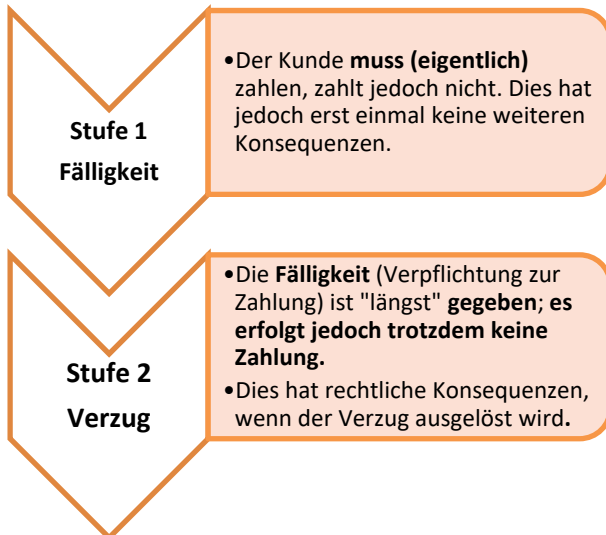 Stufe 1
Fälligkeit
•Der Kunde muss (eigentlich)
zahlen, zahlt jedoch nicht. Dies hat
jedoch erst einmal keine weiteren
Konsequenzen.
Stufe 2
Verzug
•Die Fälligkeit (Verpflichtung zur
Zahlung) ist "längst" gegeben; es
erfolgt jedoch trotzdem keine
Zahlung.
•Dies hat rechtliche Konsequenzen,
wenn der Verzug ausgelöst wird.